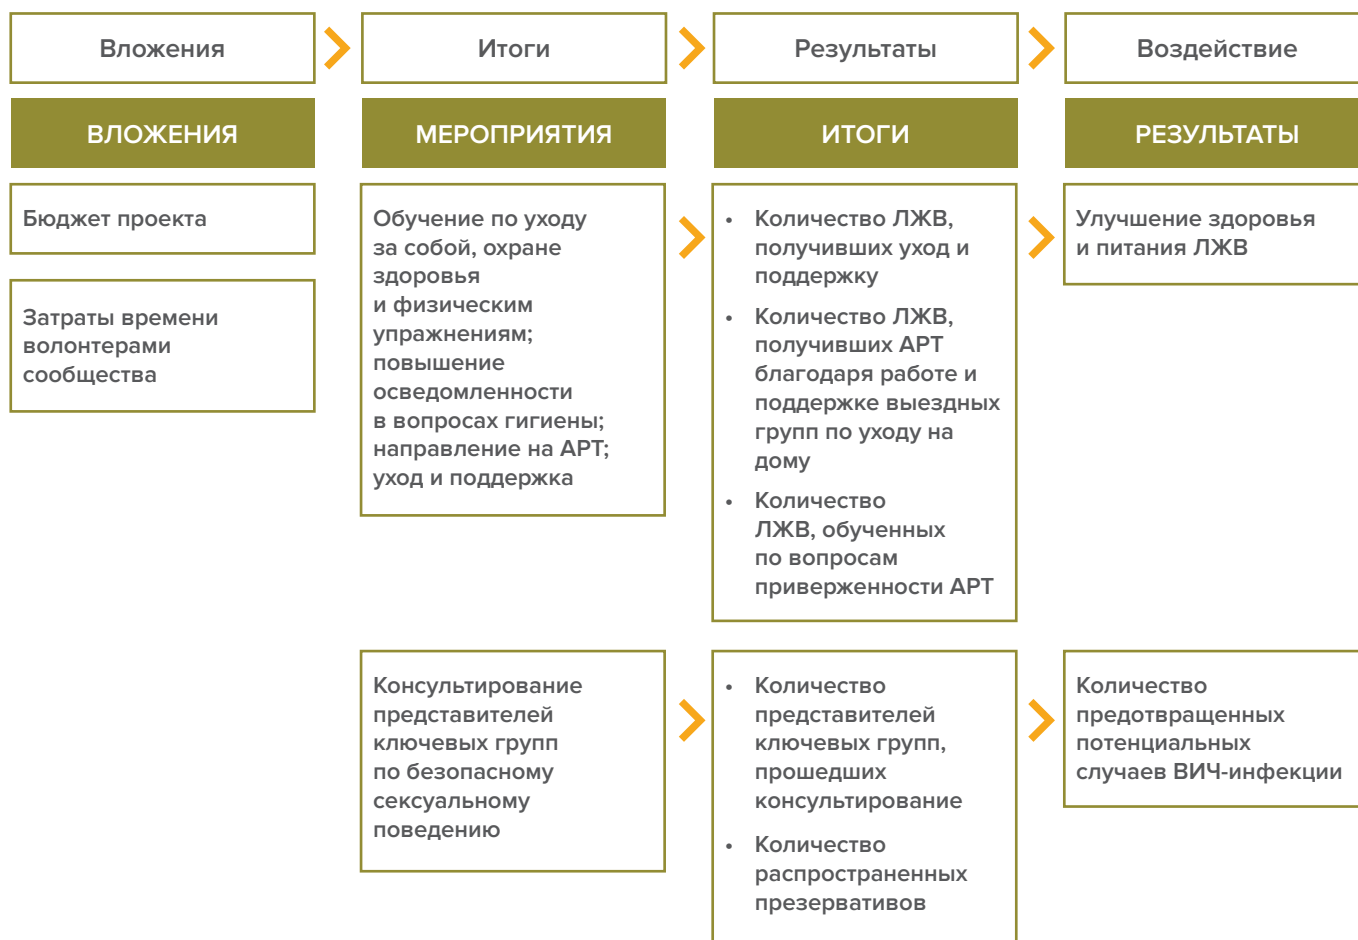 Вложения
Итоги
Результаты
Воздействие
ВЛОЖЕНИЯ
МЕРОПРИЯТИЯ
ИТОГИ
РЕЗУЛЬТАТЫ
Бюджет проекта
Затраты времени
волонтерами
сообщества
Обучение по уходу
за собой, охране
здоровья
и физическим
упражнениям;
повышение
осведомленности
в вопросах гигиены;
направление на АРТ;
уход и поддержка
• Количество ЛЖВ,
получивших уход и
поддержку
• Количество ЛЖВ,
получивших АРТ
благодаря работе и
поддержке выездных
групп по уходу на
дому
• Количество
ЛЖВ, обученных
по вопросам
приверженности АРТ
Улучшение здоровья
и питания ЛЖВ
Консультирование
представителей
ключевых групп
по безопасному
сексуальному
поведению
• Количество
представителей
ключевых групп,
прошедших
консультирование
• Количество
распространенных
презервативов
Количество
предотвращенных
потенциальных
случаев ВИЧ-инфекции